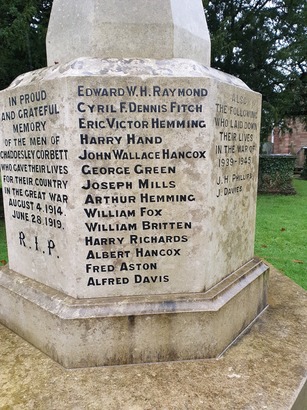 IN PROUD
AND GRATEFUL
MEMORY
OF THE MEN OF
CHADDESLEY CORBETT
WHO GAVE THEIR LIVES
FOR THEIR COUNTRY
IN THE GREAT WAR
AUGUST 4. 1914.
JUNE 28. 1919.
R.I.P.
EDWARD W.H. RAYMOND
CYRIL F. DENNIS FITCH
ERIC VICTOR HEMMING
HARRY HAND
JOHN WALLACE HANCOX
GEORGE GREEN
JOSEPH MILLS
ARTHUR HEMMING
WILLIAM FOX
WILLIAM BRITTEN
HARRY RICHARDS
ALBERT HANCOX
FRED ASTON
ALFRED DAVIS
ALSO
THE FOLLOWING
WHO LAID DOWN
THEIR LIVES
IN THE WAR
OF
1939-1945
J.H. PHILLIPS
J. DAVIES